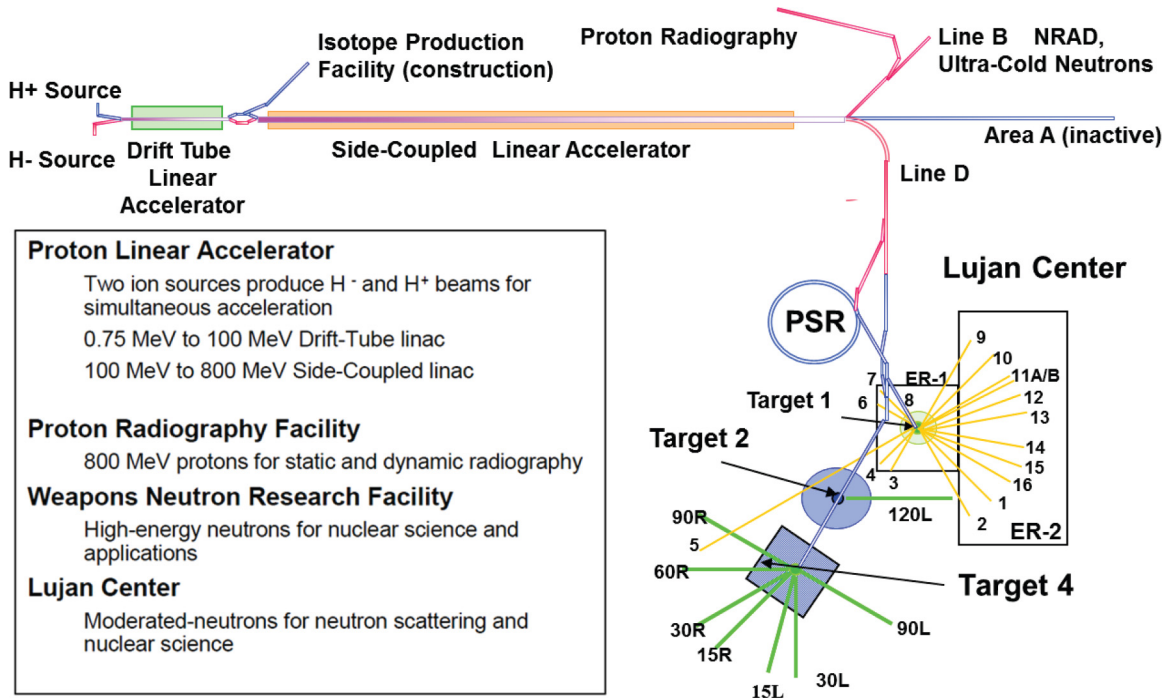 Isotope Production
Facility (construction)
Proton Radiography
Line B NRAD,
Ultra-Cold Neutrons
H+ Source
H- Source
Drift Tube
Linear
Accelerator
Side-Coupled Linear Accelerator
Area A (inactive)
Line D
Proton Linear Accelerator
Two ion sources produce H - and H+ beams for
simultaneous acceleration
0.75 MeV to 100 MeV Drift-Tube linac
100 MeV to 800 MeV Side-Coupled linac
Proton Radiography Facility
800 MeV protons for static and dynamic radiography
Weapons Neutron Research Facility
High-energy neutrons for nuclear science and
applications
Lujan Center
Moderated-neutrons for neutron scattering and
nuclear science
Lujan Center
PSR
ER-1
9
10
11A/B
12
13
14
15
16
1
2
ER-2
7
6
8
4
3
5
Target 1
Target 2
120L
90R
60R
30R
15R
15L
30L
90L
Target 4